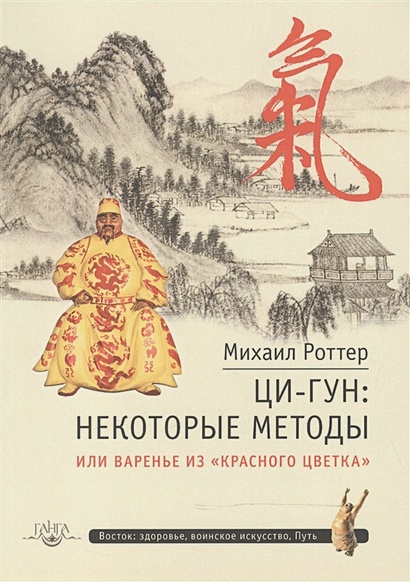 氣
Михаил Роттер
ЦИ-ГУН:
НЕКОТОРЫЕ МЕТОДЫ
ИЛИ ВАРЕНЬЕ ИЗ «КРАСНОГО ЦВЕТКА»
ГАНГА
Восток: здоровье, воинское искусство, Путь